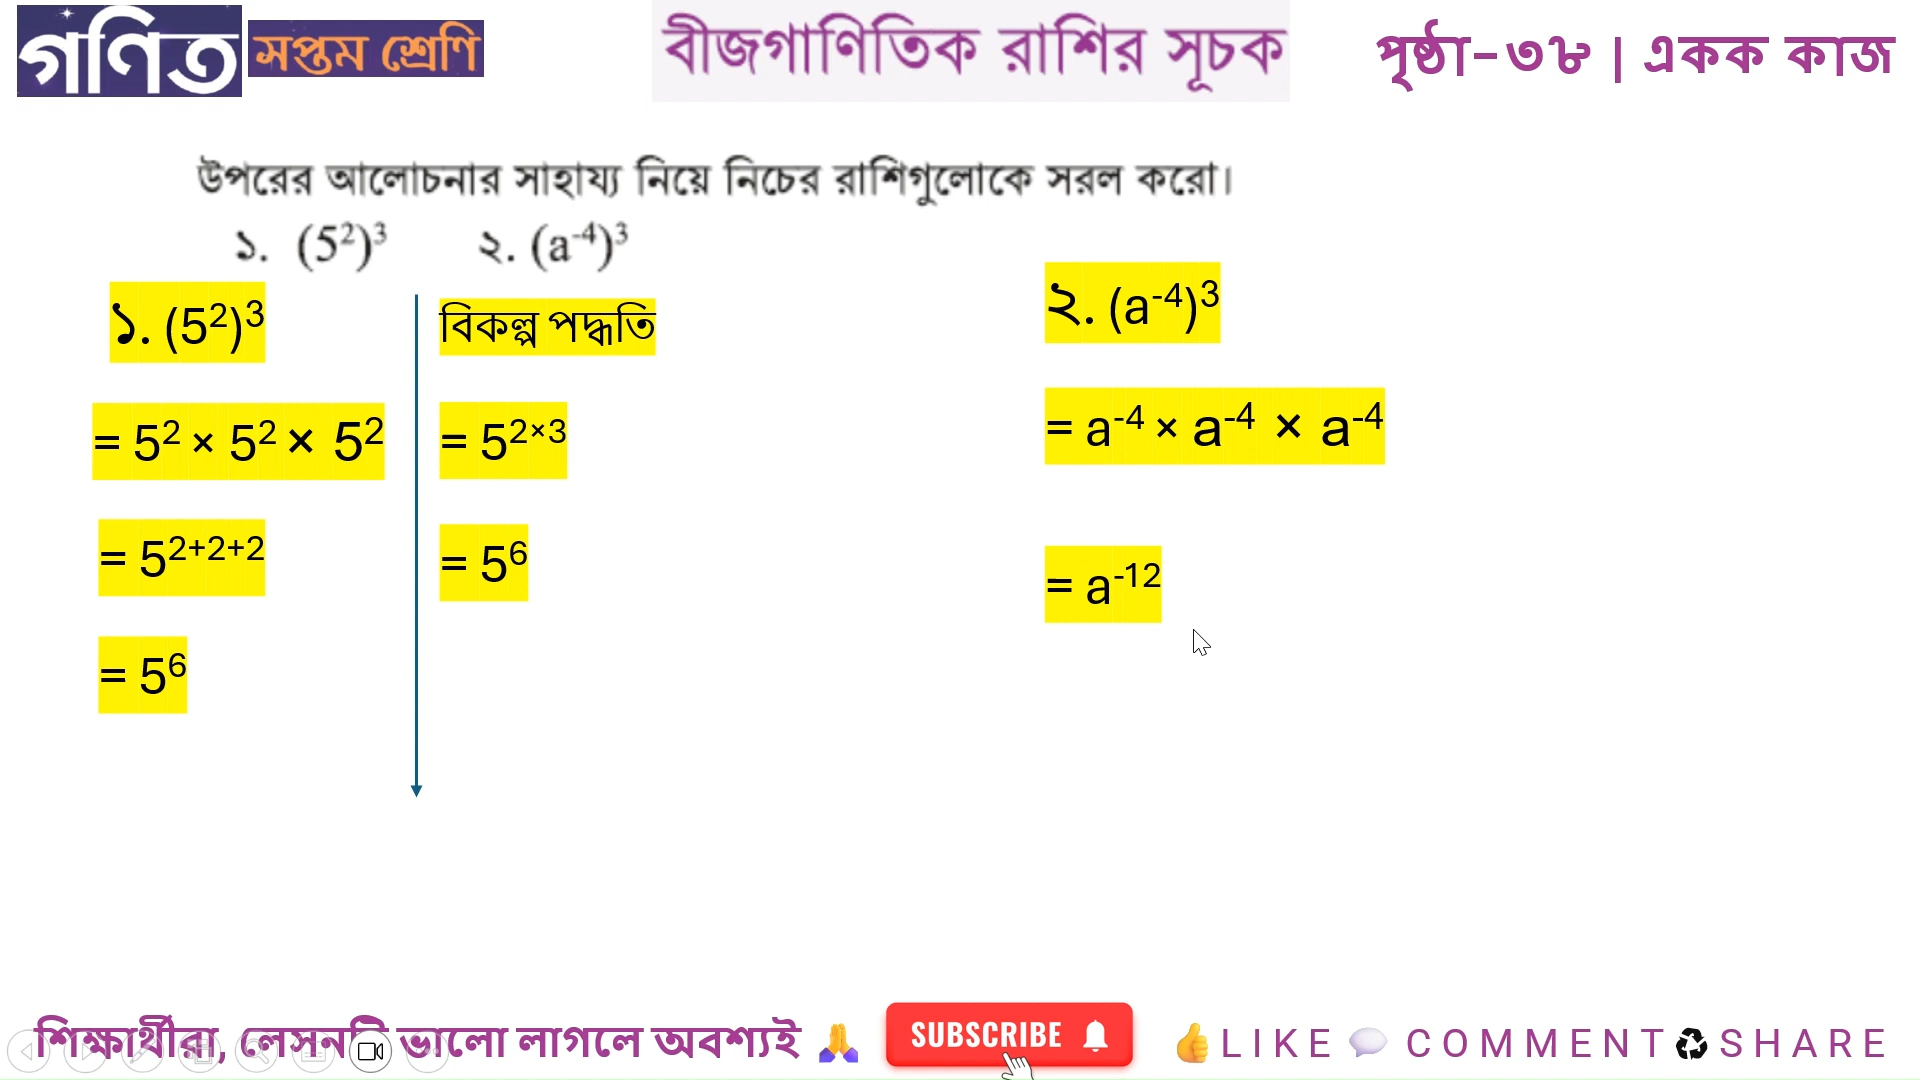 গণিত সপ্তম শ্রেণি
বীজগাণিতিক রাশির সূচক
পৃষ্ঠা-৩৮ | একক কাজ
উপরের আলোচনার সাহায্য নিয়ে নিচের রাশিগুলোকে সরল করো।
১. (5²)³ ২. (a⁻⁴)³
১. (5²)³
= 5² × 5² × 5²
= 5²⁺²⁺²
= 5⁶
বিকল্প পদ্ধতি
= 5²ˣ³
= 5⁶
২. (a⁻⁴)³
= a⁻⁴ × a⁻⁴ × a⁻⁴
= a⁻¹²
শিক্ষার্থীরা, লেসনটি ভালো লাগলে অবশ্যই 🙏 SUBSCRIBE 👍LIKE 💬 COMMENT♻SHARE